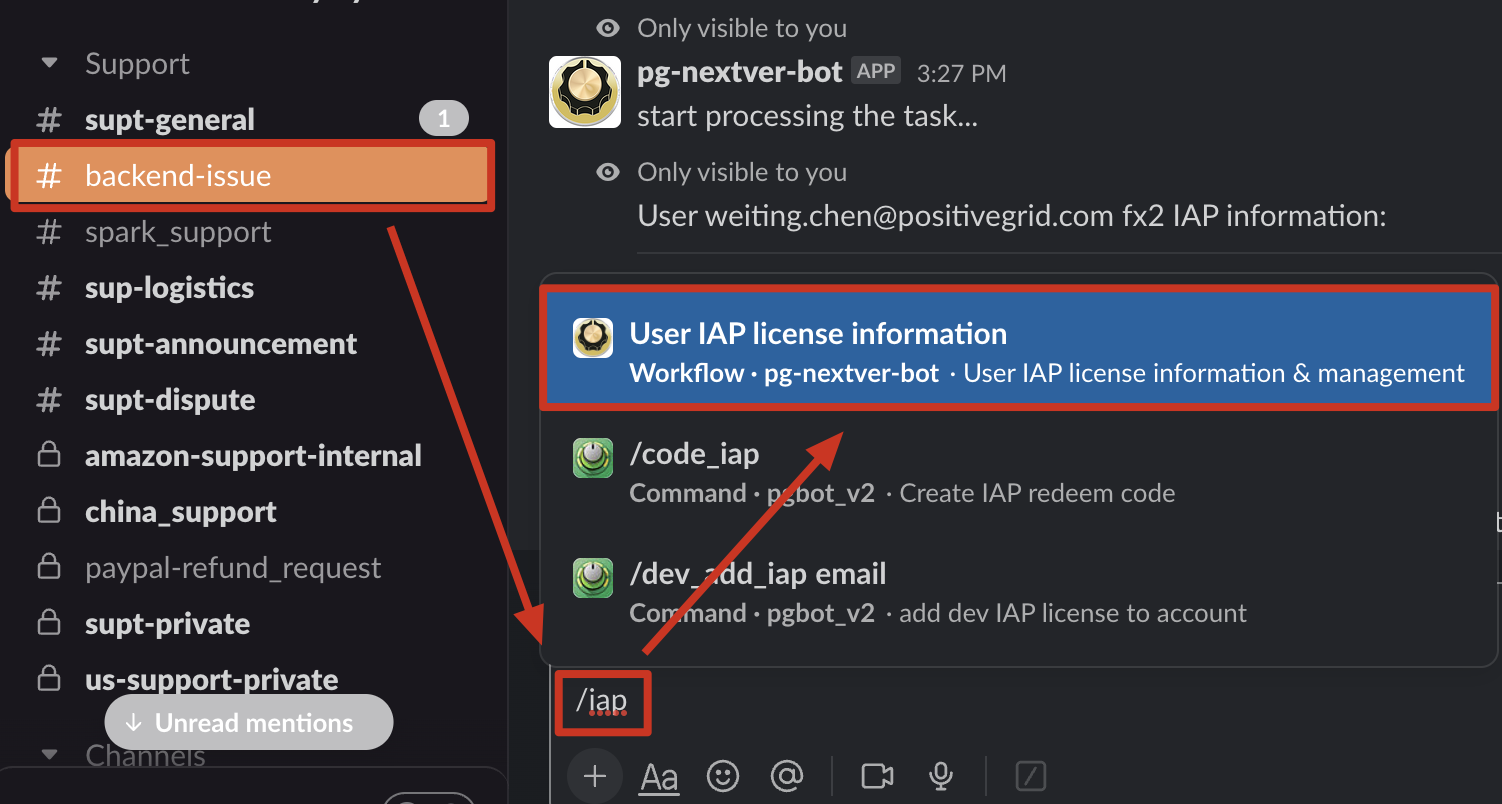 Support
# supt-general 1
# backend-issue
# spark_support
# sup-logistics
# supt-announcement
# supt-dispute
amazon-support-internal
china_support
paypal-refund_request
supt-private
us-support-private
↓ Unread mentions
Channels
Only visible to you
pg-nextver-bot APP 3:27 PM
start processing the task...
Only visible to you
User weiting.chen@positivegrid.com fx2 IAP information:
User IAP license information
Workflow · pg-nextver-bot · User IAP license information & management
/code_iap
Command · pgbot_v2 · Create IAP redeem code
/dev_add_iap email
Command · pgbot_v2 · add dev IAP license to account
/iap
+ Aa @